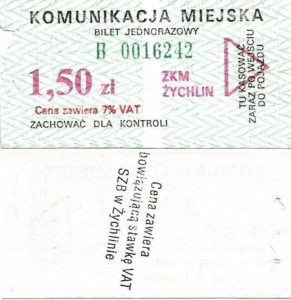 KOMUNIKACJA MIEJSKA
BILET JEDNORAZOWY
B 0016242
1,50 zł
ZKM
ŻYCHLIN
Cena zawiera 7% VAT
ZACHOWAĆ DLA KONTROLI
TU KASOWAĆ
ZARAZ PO WEJŚCIU
DO POJAZDU
Cena zawiera
bowiązującą stawkę VAT
SZB w Żychlinie